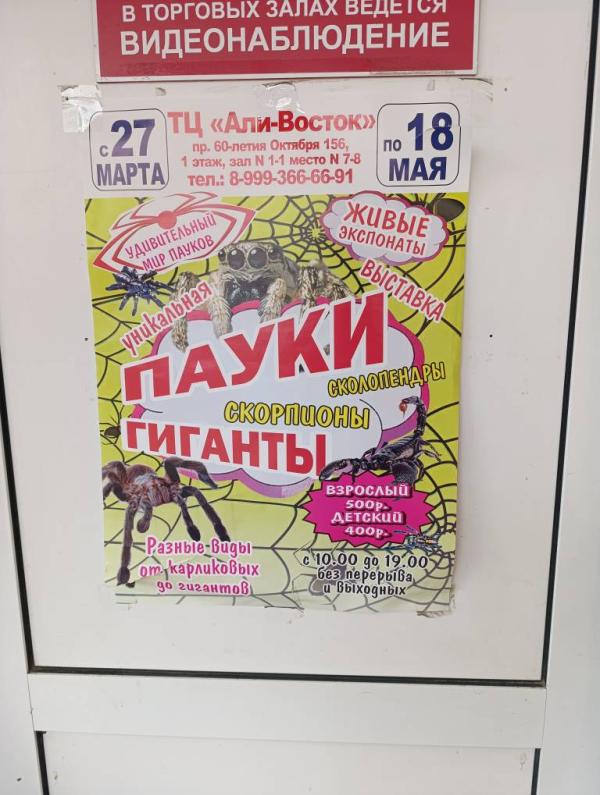 В ТОРГОВЫХ ЗАЛАХ ВЕДЕТСЯ
ВИДЕОНАБЛЮДЕНИЕ
с 27
МАРТА
ТЦ «Али-Восток»
пр. 60-летия Октября 156,
1 этаж, зал N 1-1 место N 7-8
тел.: 8-999-366-66-91
по 18
МАЯ
УДИВИТЕЛЬНЫЙ
МИР ПАУКОВ
ЖИВЫЕ
ЭКСПОНАТЫ
уникальная
ВЫСТАВКА
ПАУКИ
СКОЛОПЕНДРЫ
СКОРПИОНЫ
ГИГАНТЫ
ВЗРОСЛЫЙ
500р.
ДЕТСКИЙ
400р.
Разные виды
от карликовых
до гигантов
с 10.00 до 19.00
без перерыва
и выходных